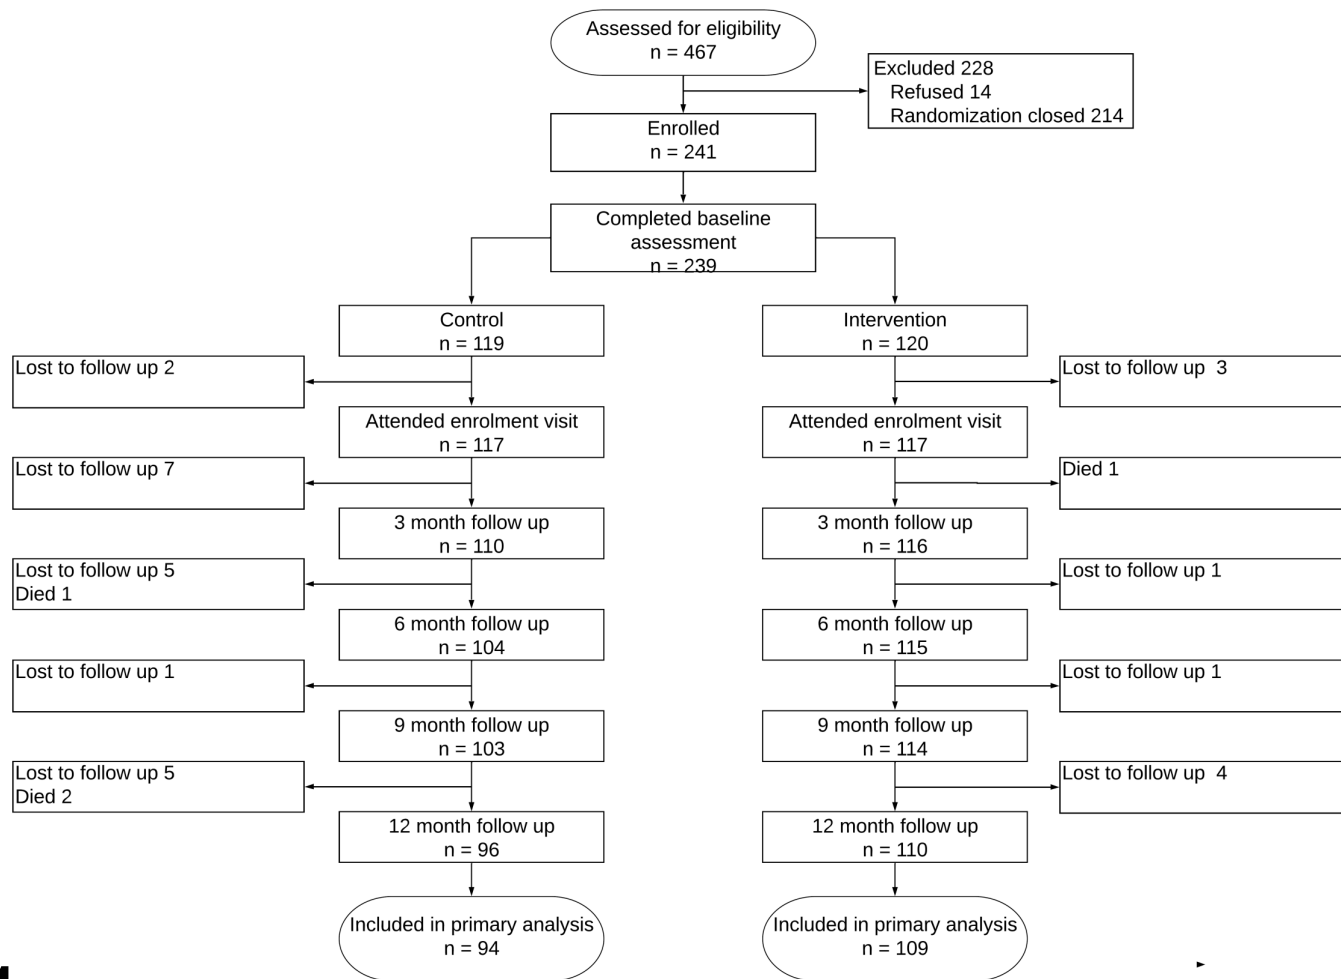 Assessed for eligibility
n = 467
Excluded 228
Refused 14
Randomization closed 214
Enrolled
n = 241
Completed baseline
assessment
n = 239
Control
n = 119
Intervention
n = 120
Lost to follow up 2
Lost to follow up  3
Attended enrolment visit
n = 117
Attended enrolment visit
n = 117
Lost to follow up 7
Died 1
3 month follow up
n = 110
3 month follow up
n = 116
Lost to follow up 5
Died 1
Lost to follow up 1
6 month follow up
n = 104
6 month follow up
n = 115
Lost to follow up 1
Lost to follow up 1
9 month follow up
n = 103
9 month follow up
n = 114
Lost to follow up 5
Died 2
Lost to follow up  4
12 month follow up
n = 96
12 month follow up
n = 110
Included in primary analysis
n = 94
Included in primary analysis
n = 109